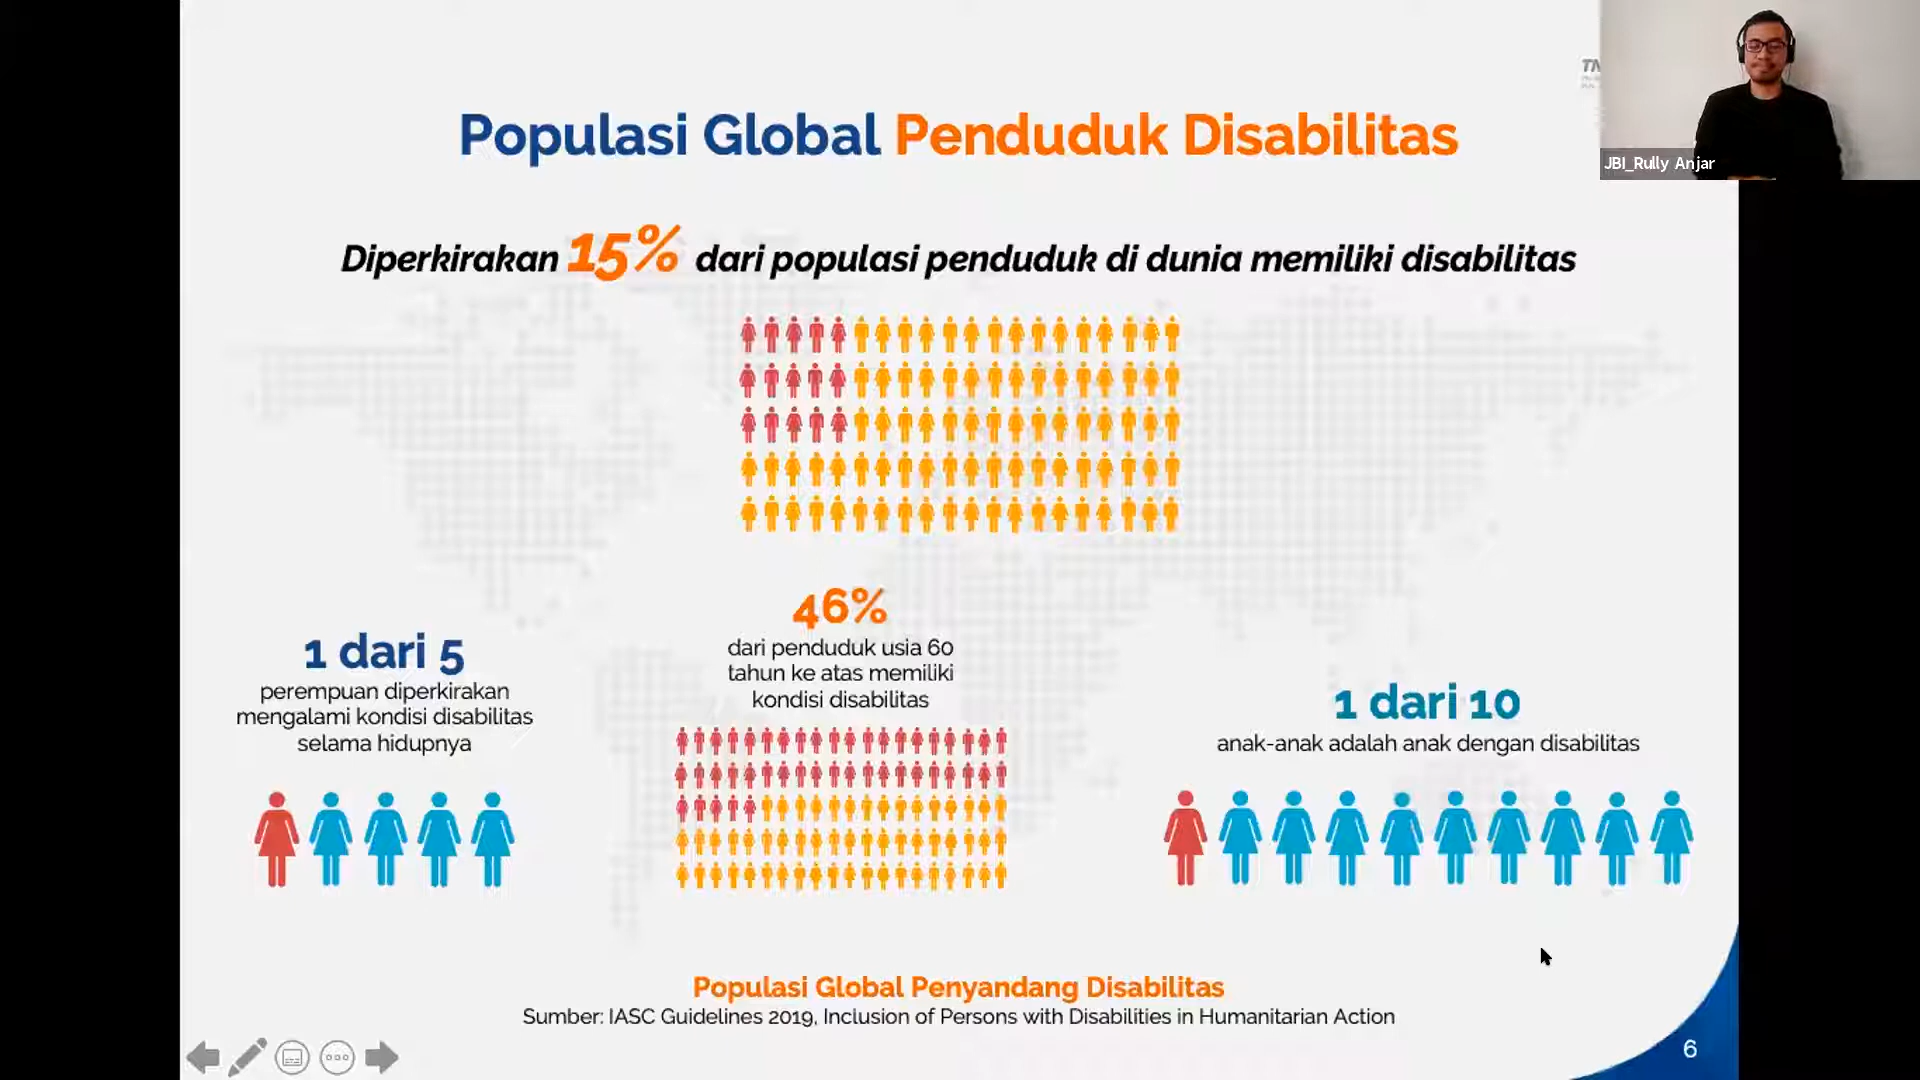 Populasi Global Penduduk Disabilitas
Diperkirakan 15% dari populasi penduduk di dunia memiliki disabilitas
46%
dari penduduk usia 60
tahun ke atas memiliki
kondisi disabilitas
1 dari 5
perempuan diperkirakan
mengalami kondisi disabilitas
selama hidupnya
1 dari 10
anak-anak adalah anak dengan disabilitas
Populasi Global Penyandang Disabilitas
Sumber: IASC Guidelines 2019, Inclusion of Persons with Disabilities in Humanitarian Action
6
JBI_Rully Anjar